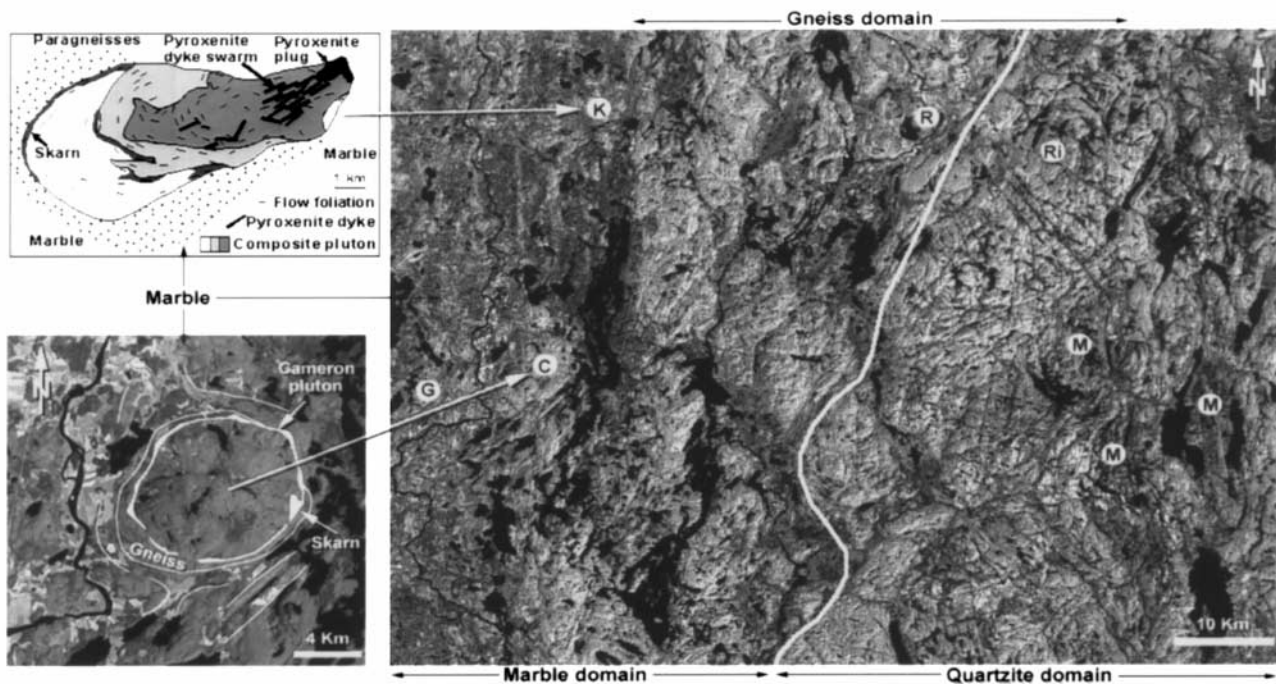 Gneiss domain
Paragneisses
Pyroxenite
dyke swarm
Pyroxenite
plug
Skarn
Marble
1 km
Flow foliation
Pyroxenite dyke
Marble
Composite pluton
Marble
N
Cameron
pluton
Skarn
Gneiss
4 Km
N
K
R
Ri
C
G
M
M
M
10 Km
Marble domain
Quartzite domain